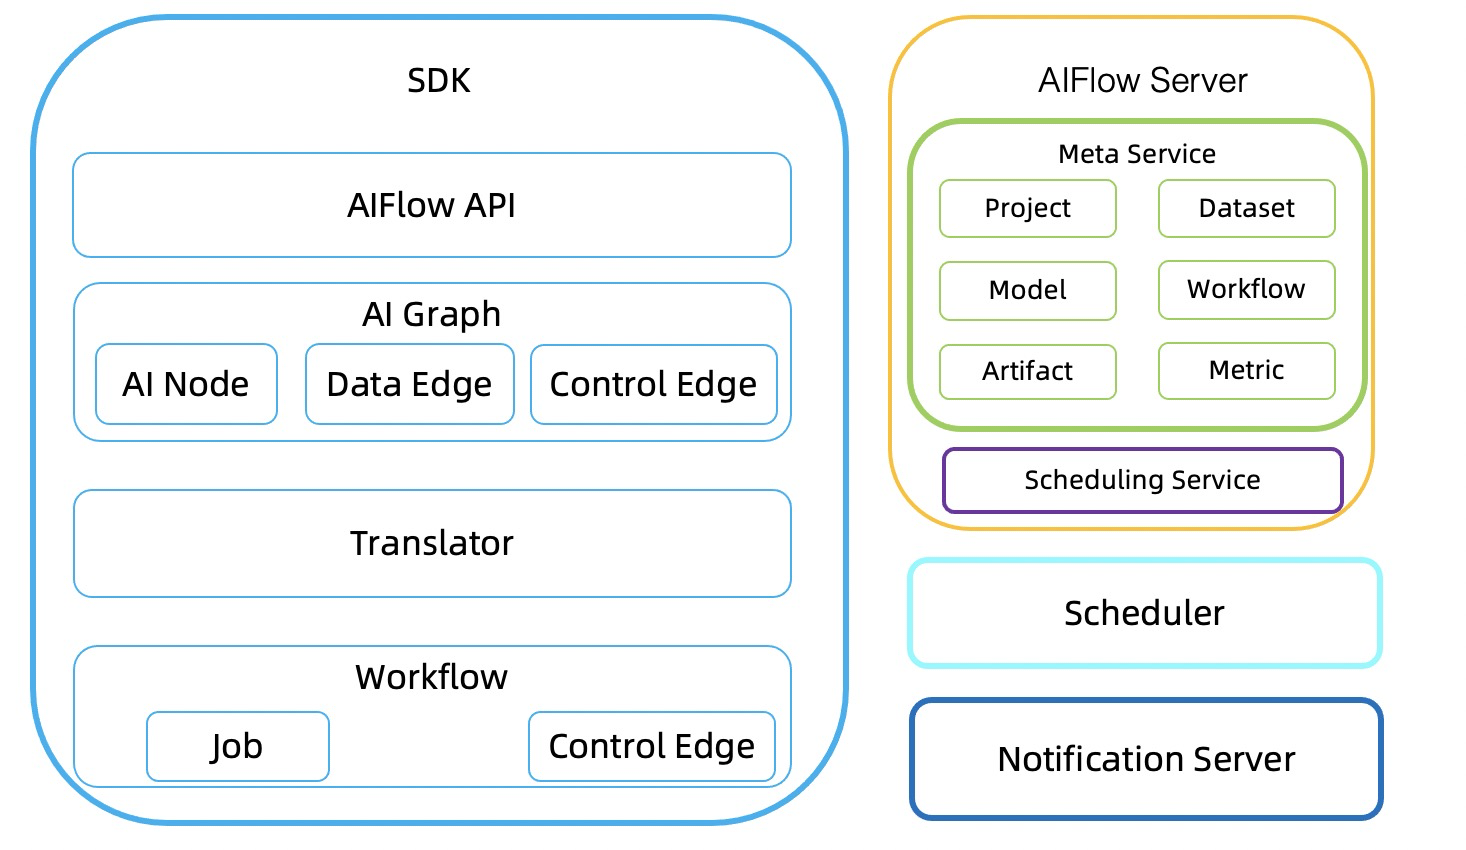 SDK
AIFlow API
AI Graph
AI Node
Data Edge
Control Edge
Translator
Workflow
Job
Control Edge
AIFlow Server
Meta Service
Project
Dataset
Model
Workflow
Artifact
Metric
Scheduling Service
Scheduler
Notification Server